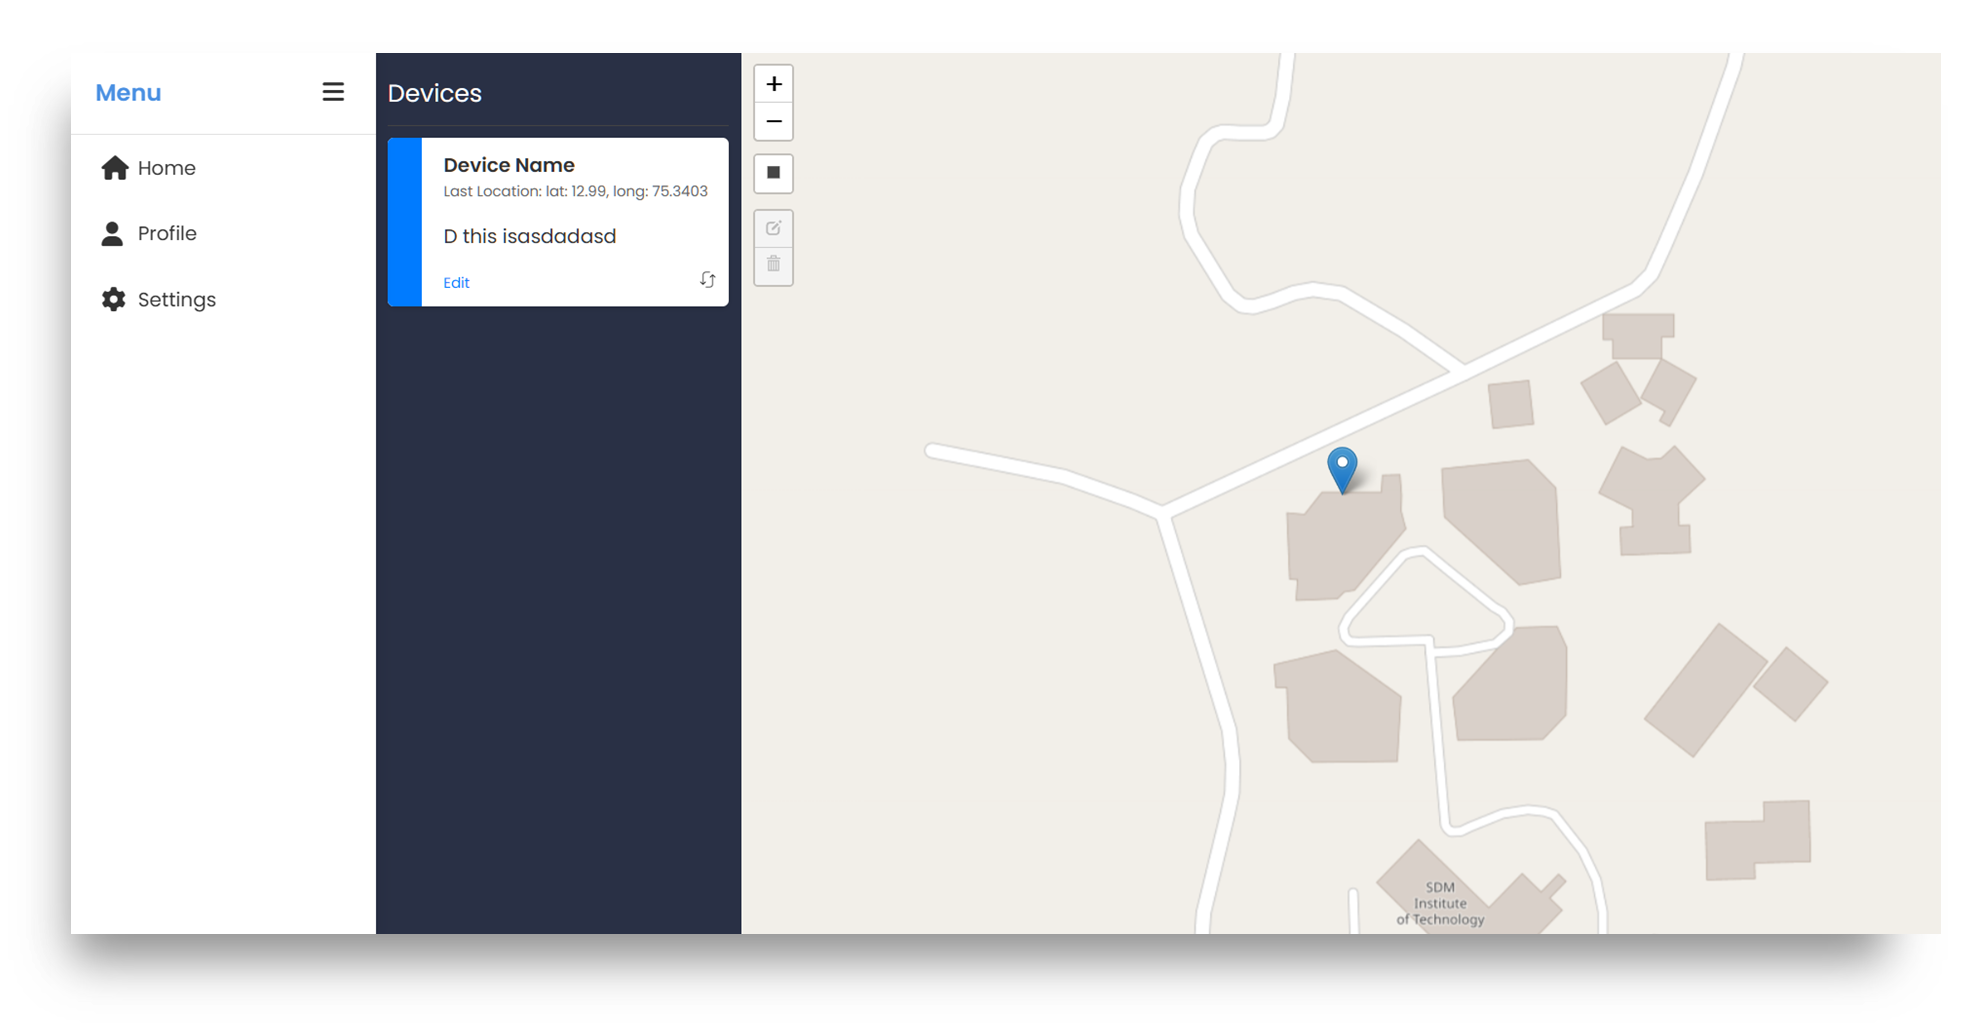 Menu
Home
Profile
Settings
Devices
Device Name
Last Location: lat: 12.99, long: 75.3403
D this isasdadasd
Edit
+
−
SDM
Institute
of Technology